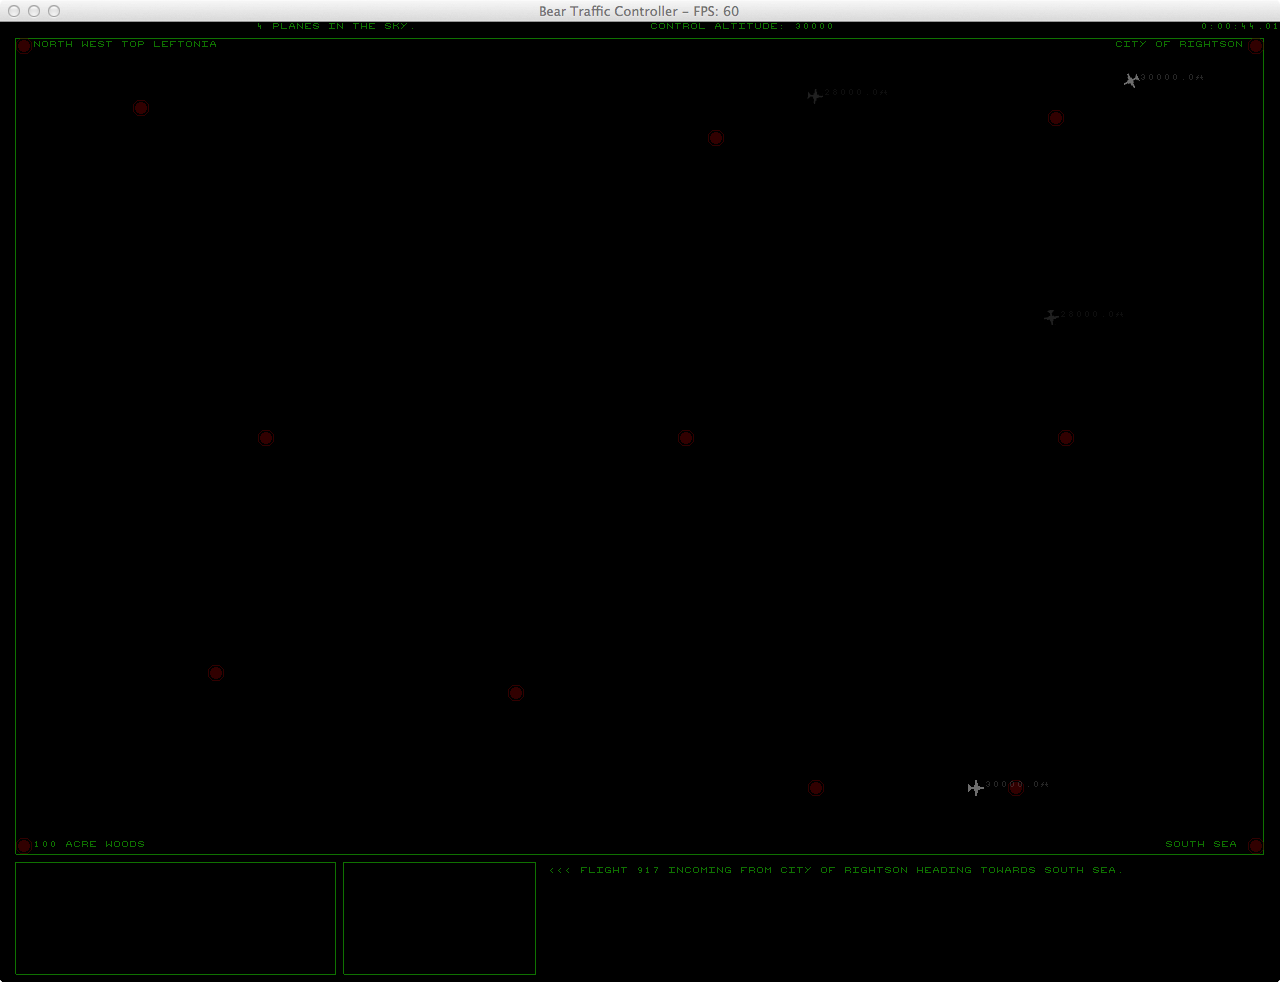 Bear Traffic Controller – FPS: 60
4 PLANES IN THE SKY.
CONTROL ALTITUDE: 30000
0:00:44.01
NORTH WEST TOP LEFTONIA
CITY OF RIGHTSON
30000.0ft
28000.0ft
30000.0ft
100 ACRE WOODS
SOUTH SEA
<<< FLIGHT 917 INCOMING FROM CITY OF RIGHTSON HEADING TOWARDS SOUTH SEA.